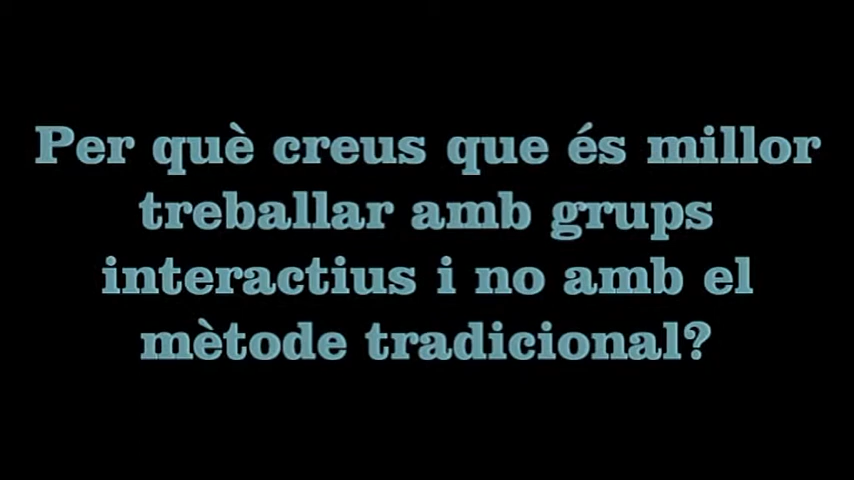 Per què creus que és millor
treballar amb grups
interactius i no amb el
mètode tradicional?